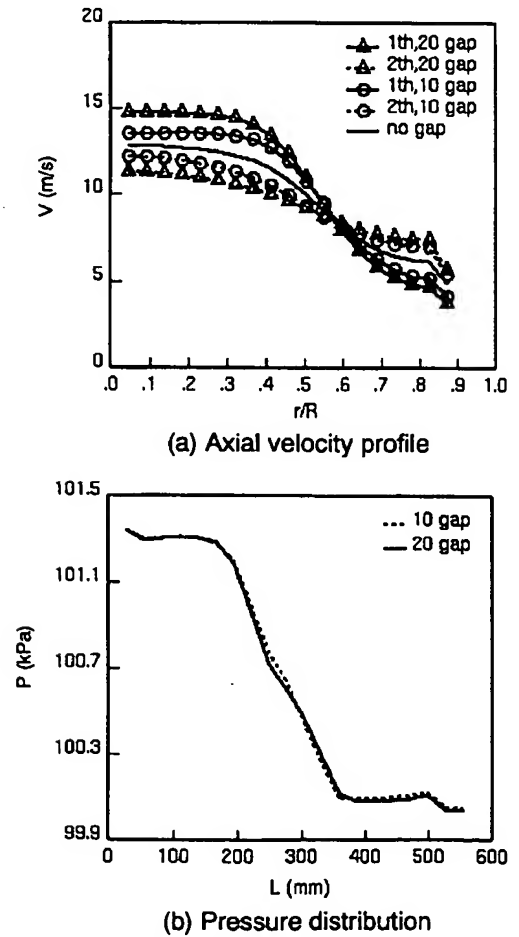 20
15
10
5
0
V (m/s)
1th,20 gap
2th,20 gap
1th,10 gap
2th,10 gap
no gap
.0 .1 .2 .3 .4 .5 .6 .7 .8 .9 1.0
r/R
(a) Axial velocity profile
101.5
101.1
100.7
100.3
99.9
P (kPa)
10 gap
20 gap
0 100 200 300 400 500 600
L (mm)
(b) Pressure distribution